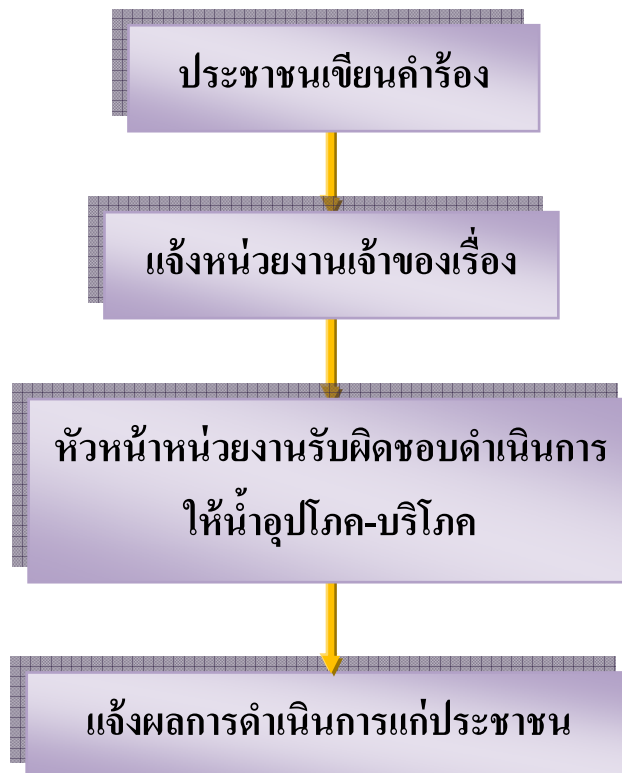 ประชาชนเขียนคำร้อง
แจ้งหน่วยงานเจ้าของเรื่อง
หัวหน้าหน่วยงานรับผิดชอบดำเนินการ
ให้น้ำอุปโภค-บริโภค
แจ้งผลการดำเนินการแก่ประชาชน